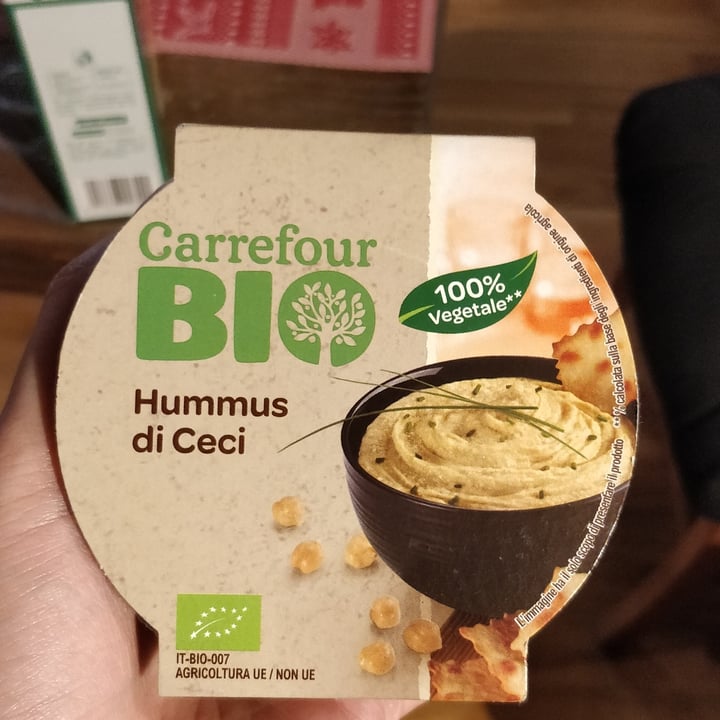 Carrefour
BIO
100%
Vegetale**
Hummus
di Ceci
IT-BIO-007
AGRICOLTURA UE / NON UE
L'immagine ha il solo scopo di presentare il prodotto ** % calcolata sulla base degli ingredienti di origine agricola